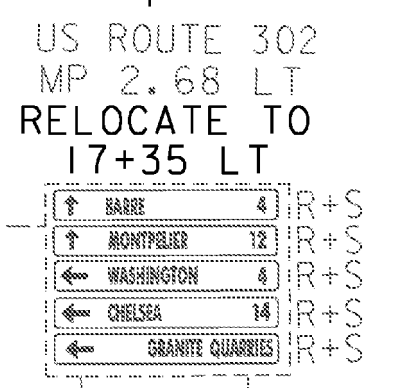 US ROUTE 302
MP 2.68 LT
RELOCATE TO
17+35 LT
↑ BARRE 4 R+S
↑ MONTPELIER 12 R+S
← WASHINGTON 4 R+S
← CHELSEA 14 R+S
← GRANITE QUARRIES R+S